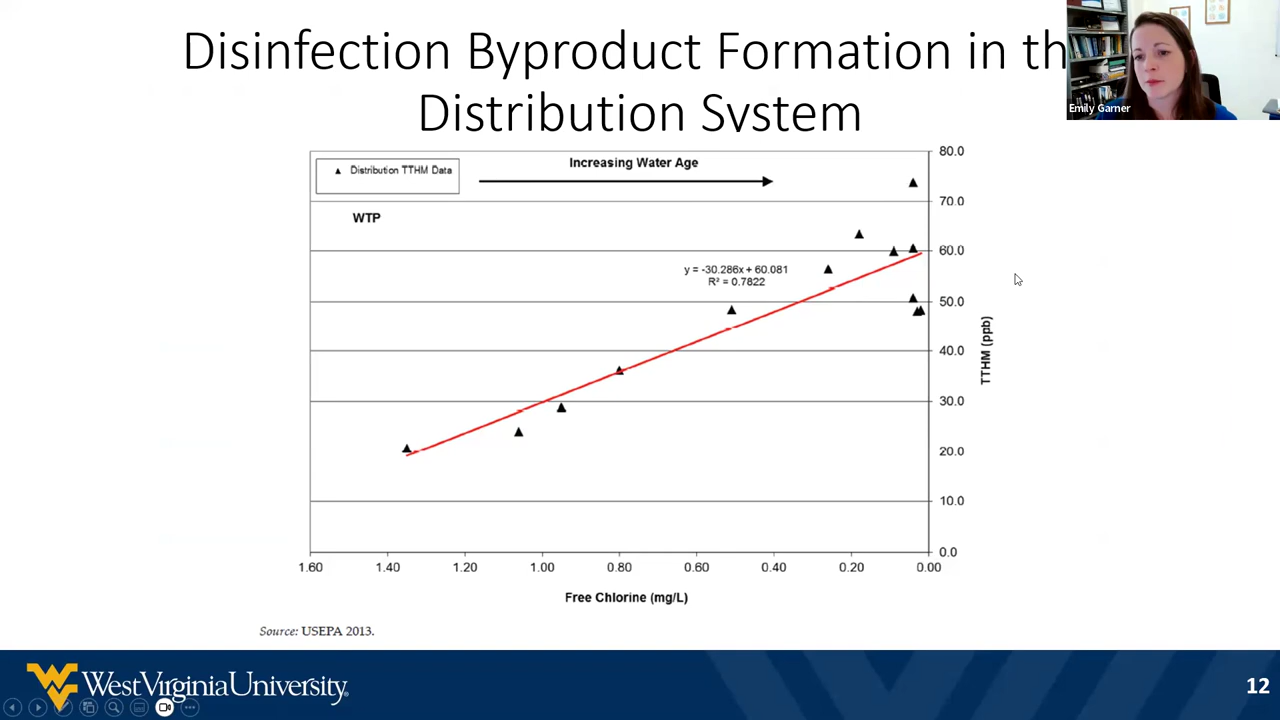 Disinfection Byproduct Formation in th
Distribution System
Emily Garner
Distribution TTHM Data
Increasing Water Age
WTP
y = -30.286x + 60.081
R² = 0.7822
80.0
70.0
60.0
50.0
40.0
30.0
20.0
10.0
0.0
TTHM (ppb)
1.60 1.40 1.20 1.00 0.80 0.60 0.40 0.20 0.00
Free Chlorine (mg/L)
Source: USEPA 2013.
WestVirginiaUniversity
12